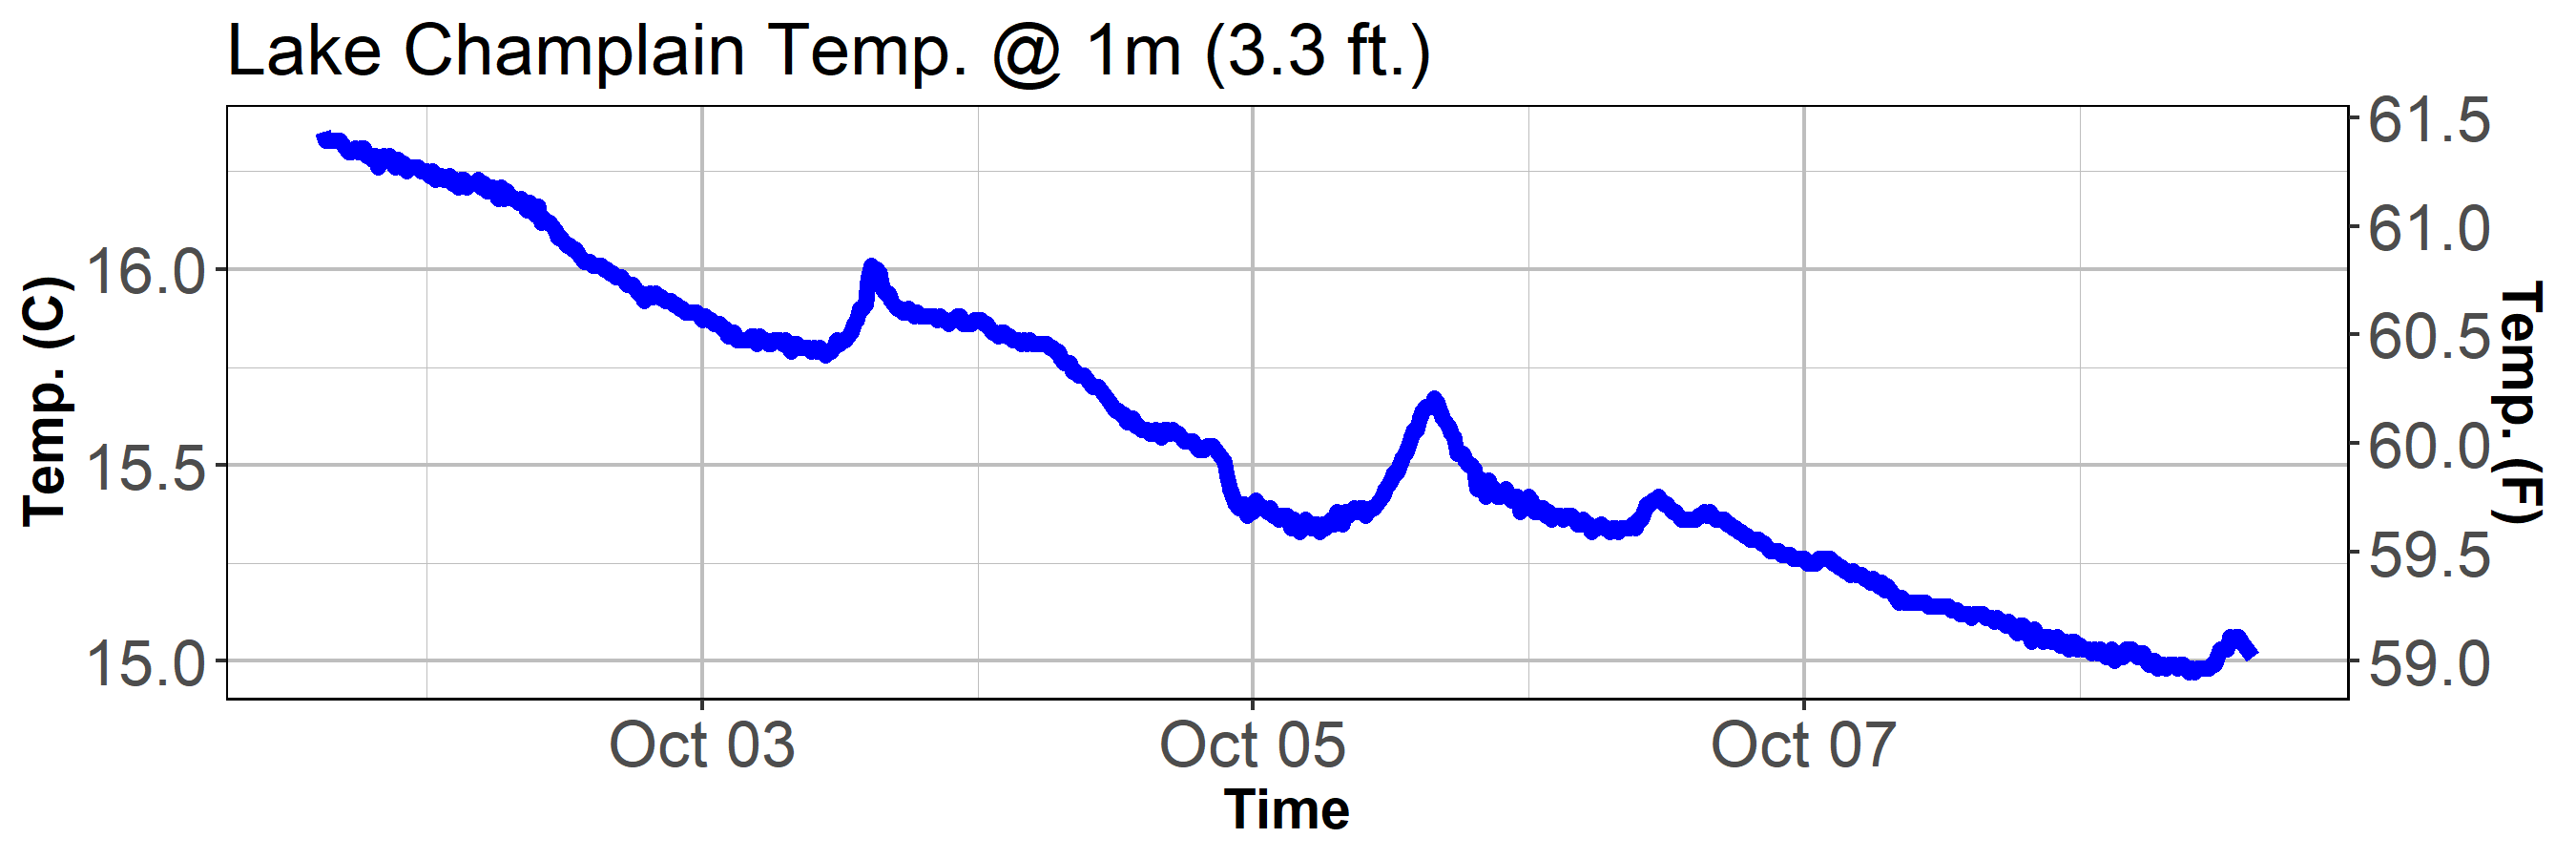 Lake Champlain Temp. @ 1m (3.3 ft.)
Temp. (C)
16.0
15.5
15.0
61.5
61.0
60.5
60.0
59.5
59.0
Temp. (F)
Oct 03 Oct 05 Oct 07
Time